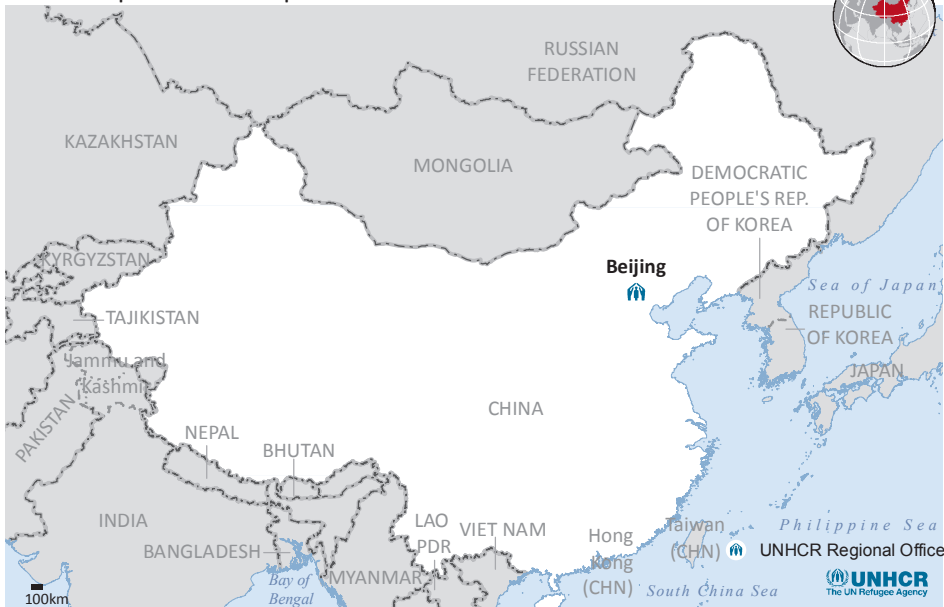 RUSSIAN
FEDERATION
KAZAKHSTAN
MONGOLIA
DEMOCRATIC
PEOPLE'S REP.
OF KOREA
KYRGYZSTAN
Beijing
Sea of Japan
TAJIKISTAN
REPUBLIC
OF KOREA
Jammu and
Kashmir
JAPAN
PAKISTAN
CHINA
NEPAL
BHUTAN
INDIA
LAO
PDR
VIET NAM
Hong
Kong
(CHN)
Taiwan
(CHN)
Philippine Sea
UNHCR Regional Office
BANGLADESH
MYANMAR
Bay of
Bengal
South China Sea
100km
UNHCR
The UN Refugee Agency